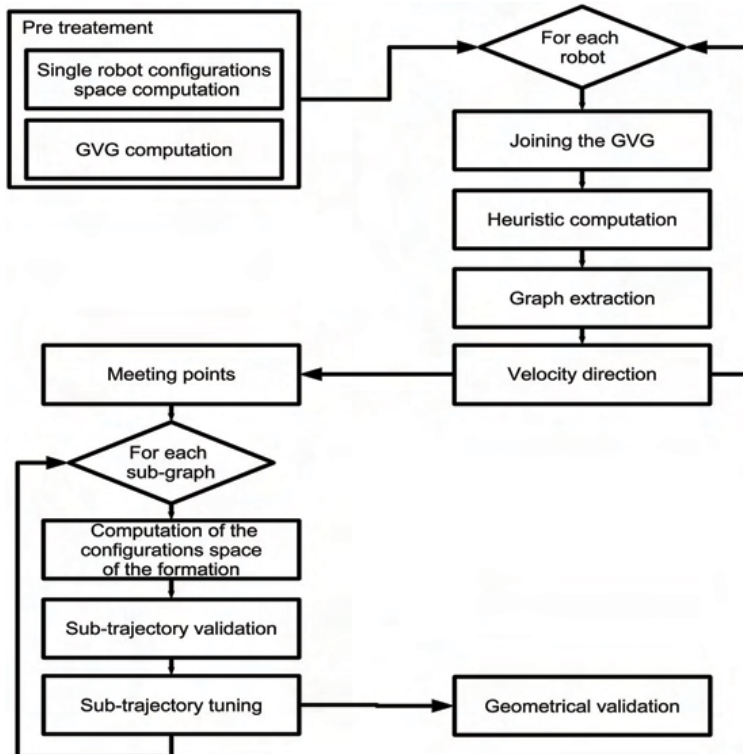 Pre treatement
Single robot configurations
space computation
GVG computation
For each
robot
Joining the GVG
Heuristic computation
Graph extraction
Velocity direction
Meeting points
For each
sub-graph
Computation of the
configurations space
of the formation
Sub-trajectory validation
Sub-trajectory tuning
Geometrical validation